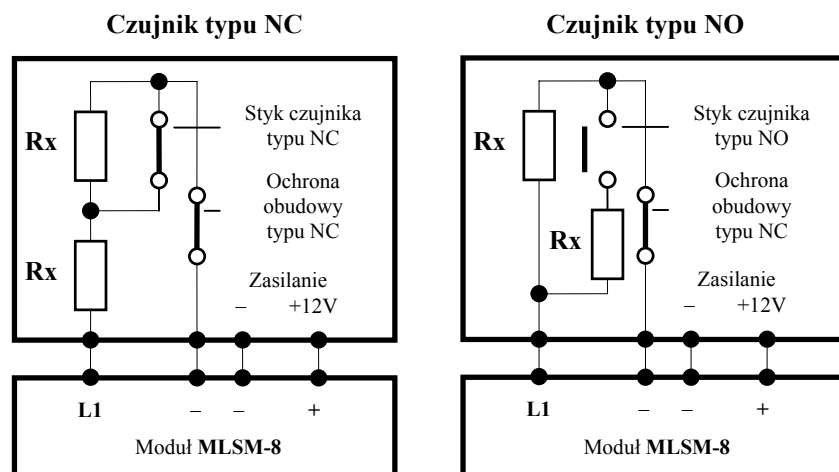 Czujnik typu NC
Rx
Rx
Styk czujnika
typu NC
Ochrona
obudowy
typu NC
Zasilanie
– +12V
L1 – – +
Moduł MLSM-8
Czujnik typu NO
Rx
Rx
Styk czujnika
typu NO
Ochrona
obudowy
typu NC
Zasilanie
– +12V
L1 – – +
Moduł MLSM-8